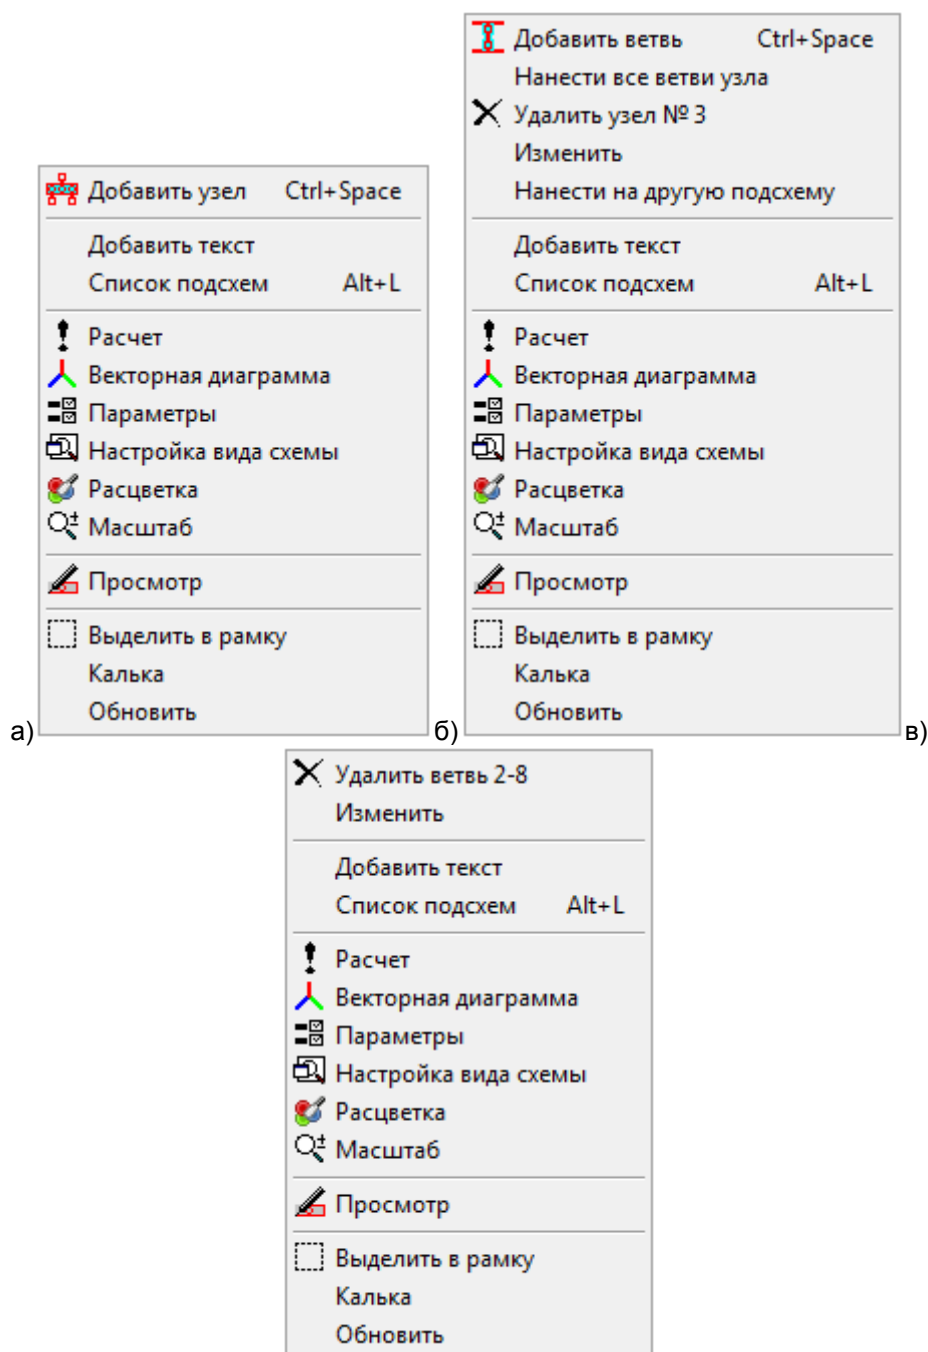 а)
Добавить узел Ctrl+Space
Добавить текст
Список подсхем Alt+L
Расчет
Векторная диаграмма
Параметры
Настройка вида схемы
Расцветка
Масштаб
Просмотр
Выделить в рамку
Калька
Обновить
б)
Добавить ветвь Ctrl+Space
Нанести все ветви узла
Удалить узел № 3
Изменить
Нанести на другую подсхему
Добавить текст
Список подсхем Alt+L
Расчет
Векторная диаграмма
Параметры
Настройка вида схемы
Расцветка
Масштаб
Просмотр
Выделить в рамку
Калька
Обновить
в)
Удалить ветвь 2-8
Изменить
Добавить текст
Список подсхем Alt+L
Расчет
Векторная диаграмма
Параметры
Настройка вида схемы
Расцветка
Масштаб
Просмотр
Выделить в рамку
Калька
Обновить